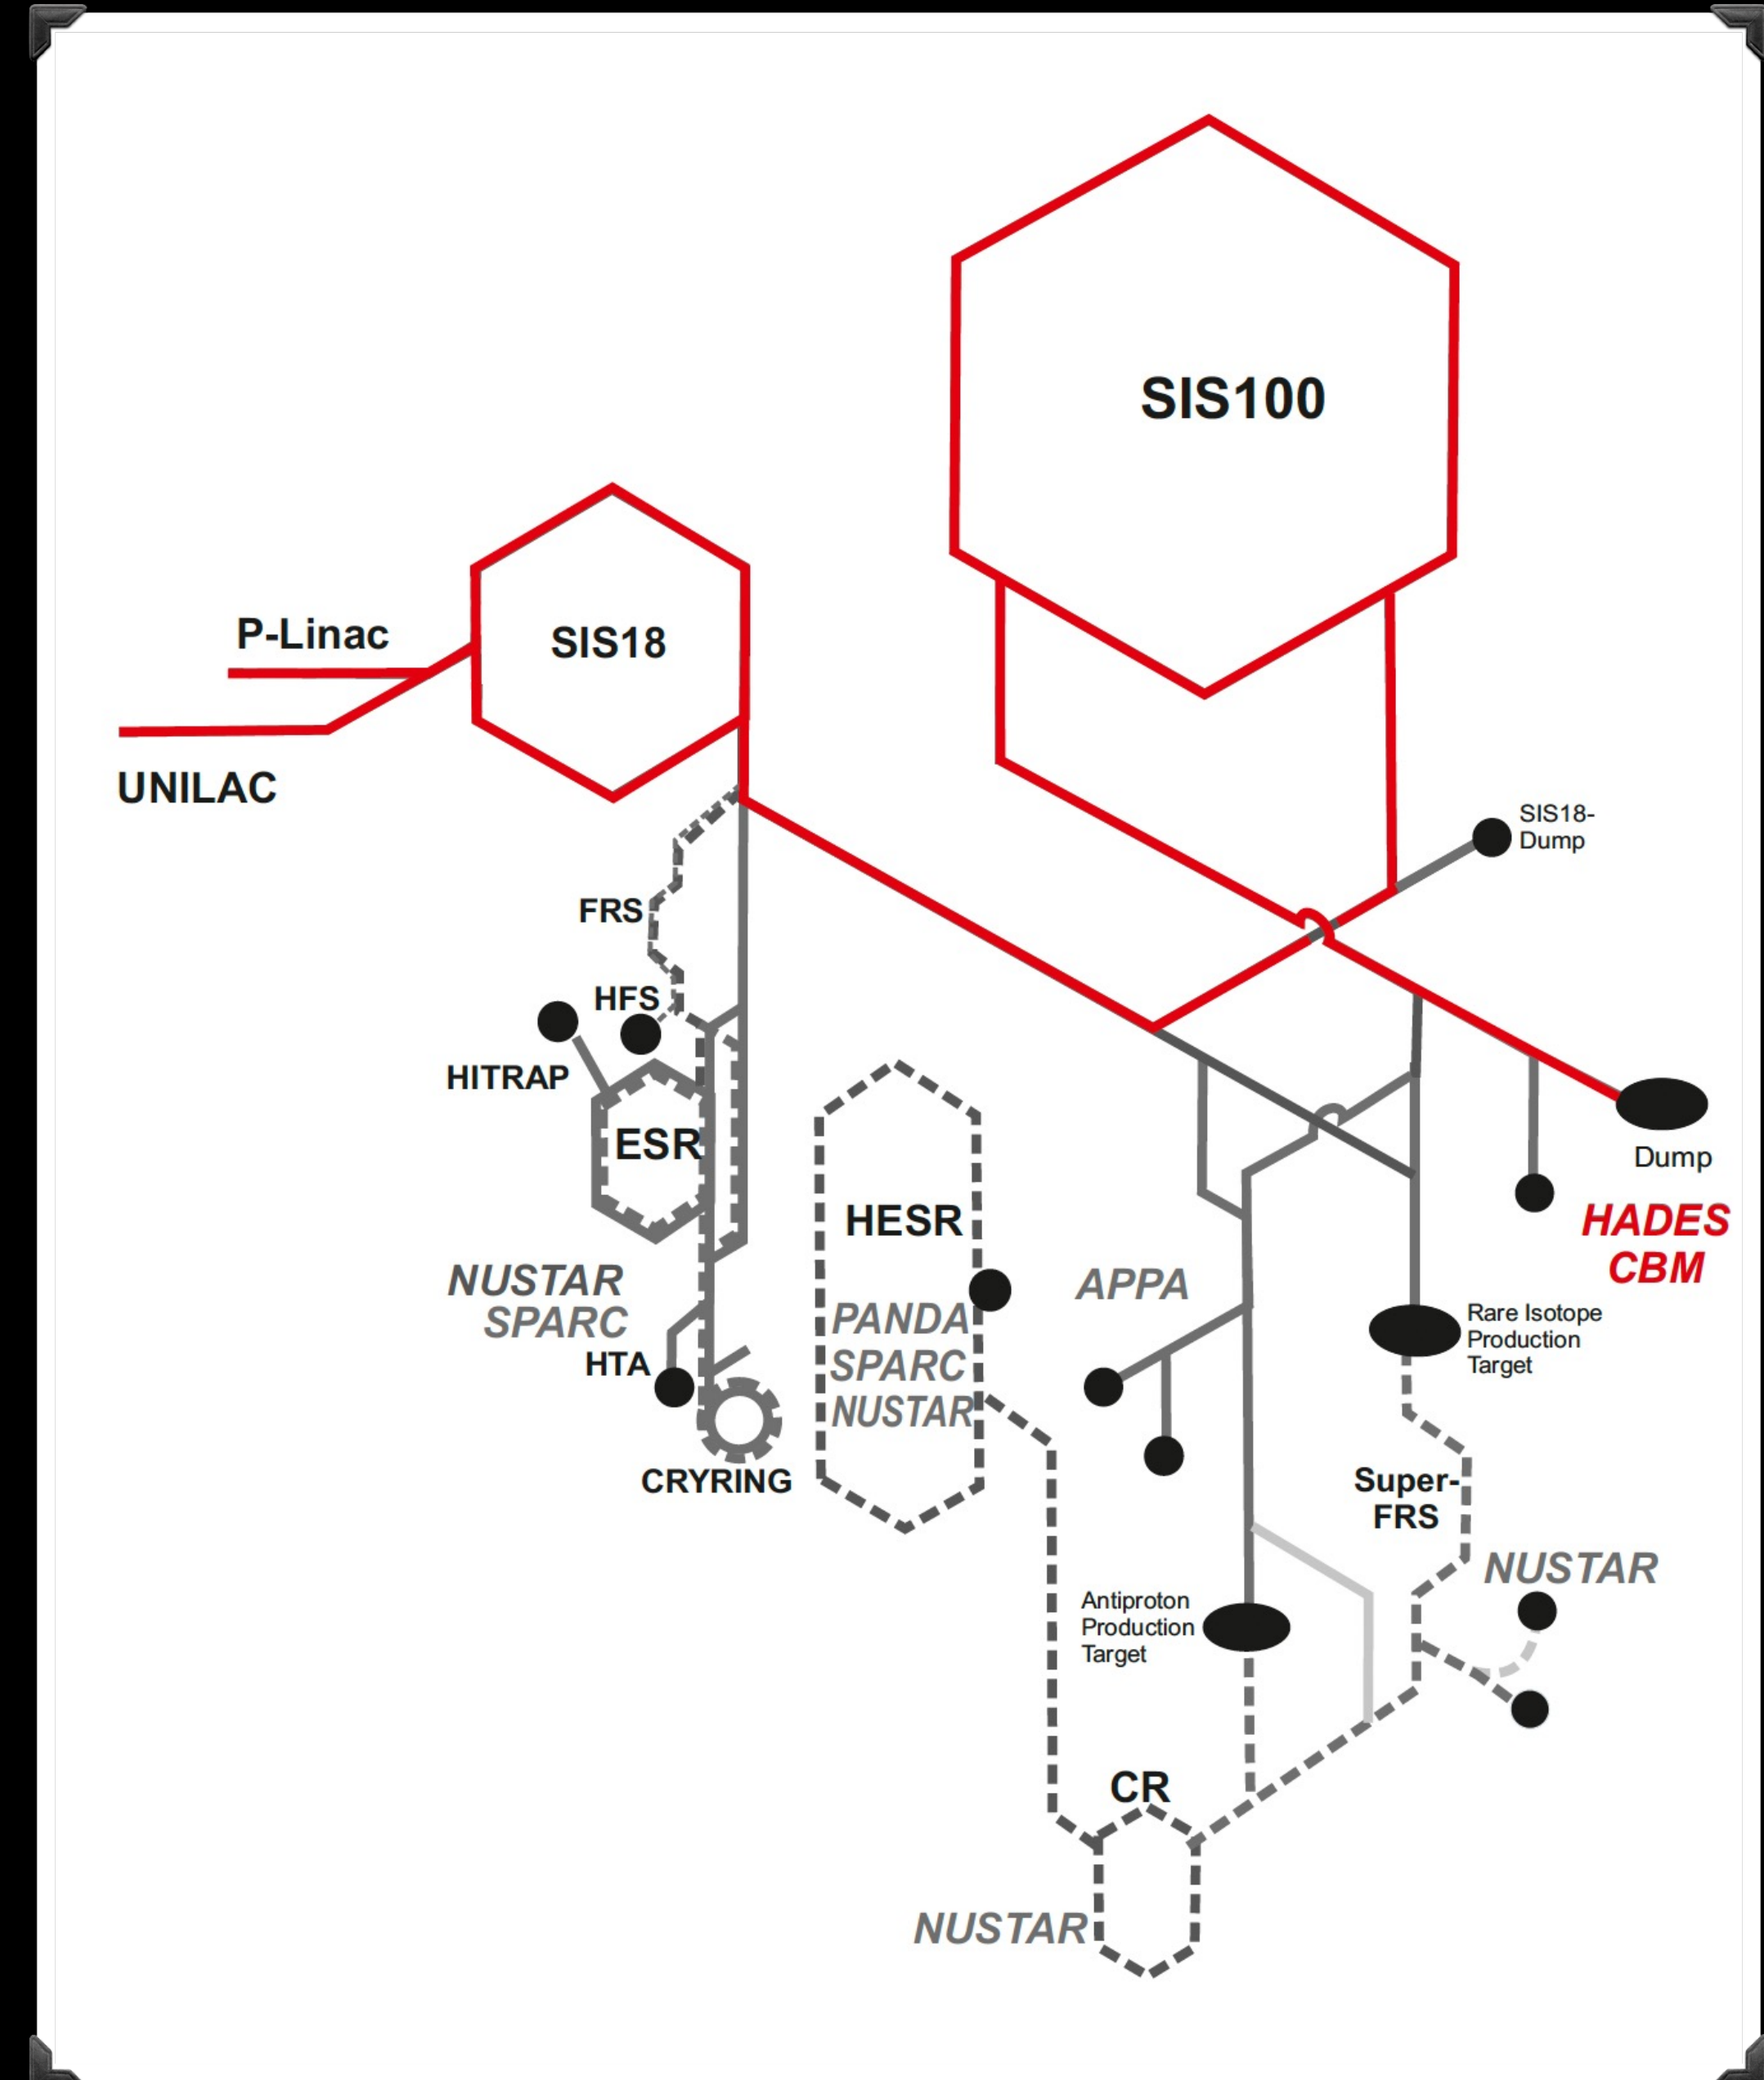 SIS100
P-Linac
SIS18
UNILAC
SIS18-
Dump
FRS
HFS
HITRAP
ESR
Dump
HESR
HADES
CBM
APPA
NUSTAR
SPARC
PANDA
SPARC
NUSTAR
HTA
Rare Isotope
Production
Target
CRYRING
Super-
FRS
NUSTAR
Antiproton
Production
Target
CR
NUSTAR